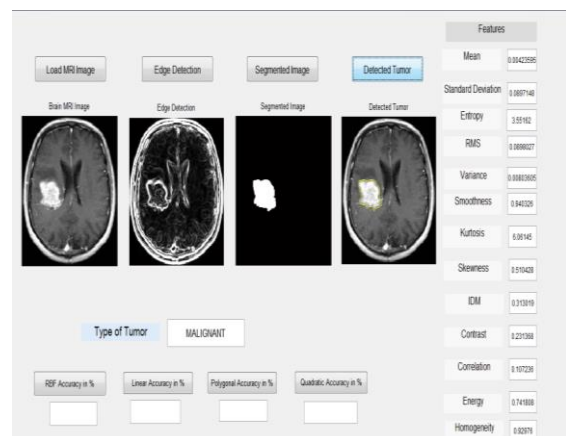 Features
Load MRI Image
Edge Detection
Segmented Image
Detected Tumor
Brain MRI Image
Edge Detection
Segmented Image
Detected Tumor
Mean 0.00423595
Standard Deviation 0.0897148
Entropy 3.55162
RMS 0.0898027
Variance 0.00803605
Smoothness 0.940326
Kurtosis 6.06145
Skewness 0.510428
IDM 0.313019
Contrast 0.231368
Correlation 0.107236
Energy 0.741808
Homogeneity 0.92976
Type of Tumor
MALIGNANT
RBF Accuracy in %
Linear Accuracy in %
Polygonal Accuracy in %
Quadratic Accuracy in %